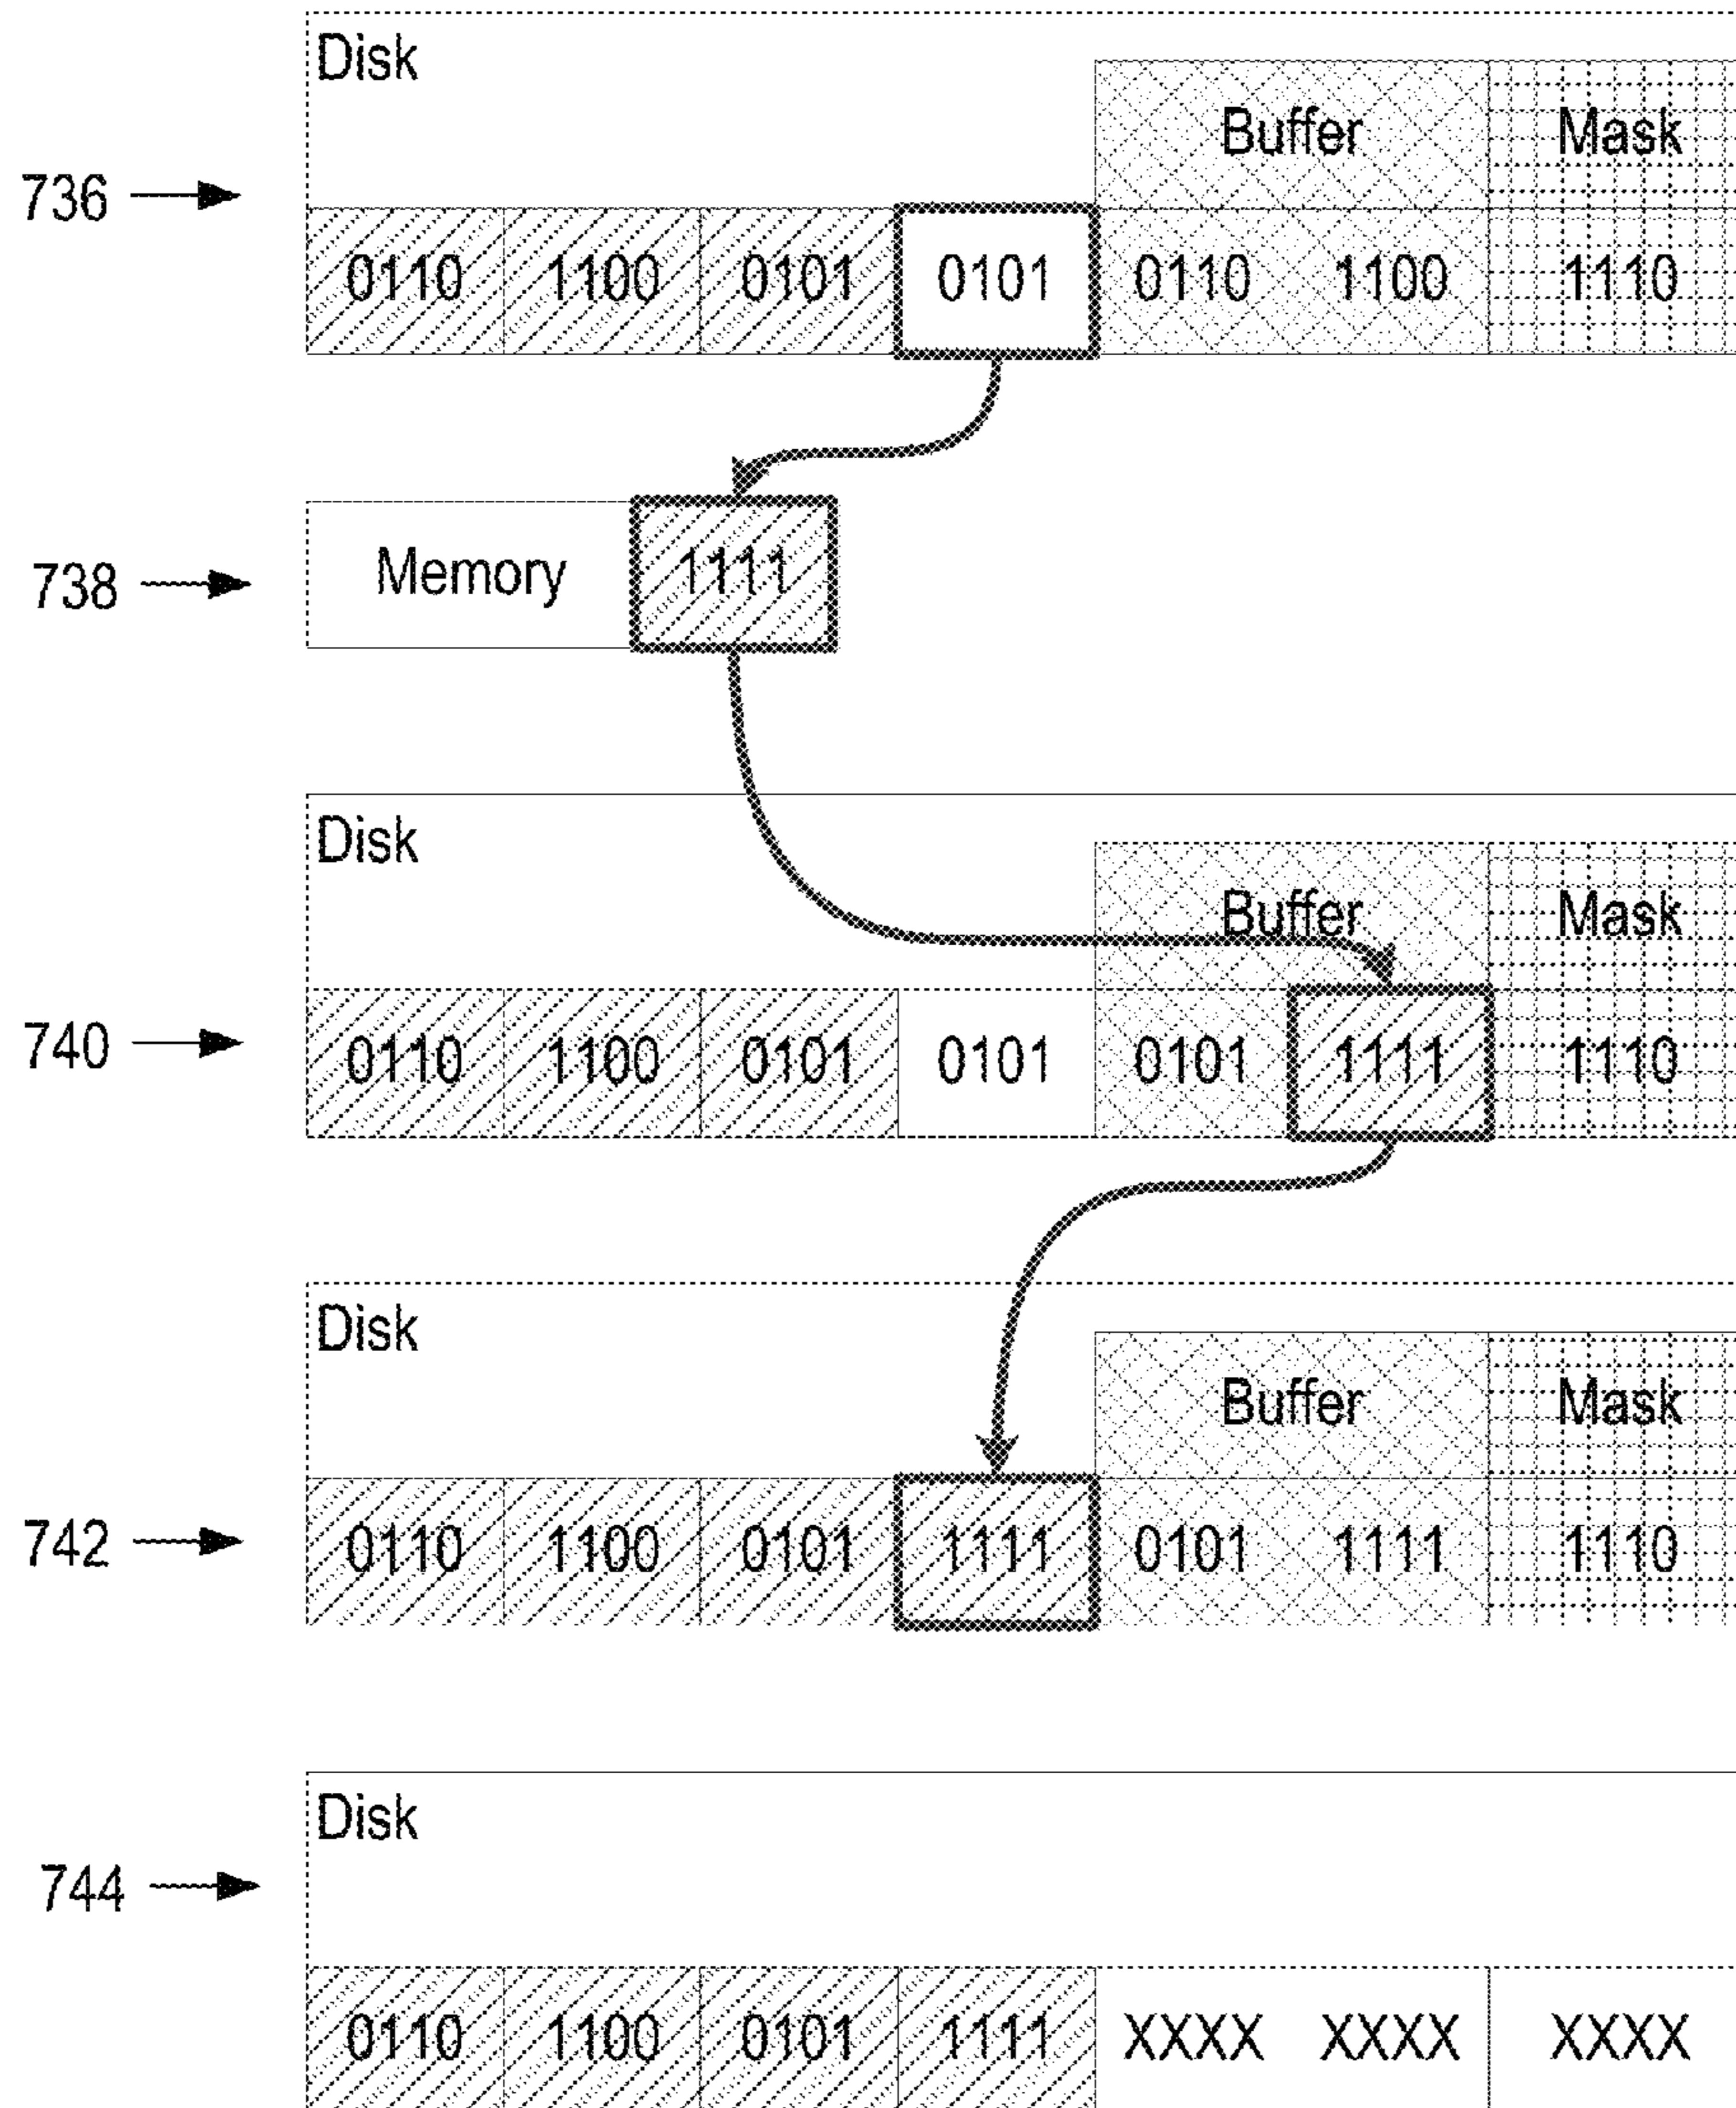 Disk
Buffer Mask
736
0110 1100 0101 0101 0110 1100 1110
738 Memory 1111
Disk
Buffer Mask
740 0110 1100 0101 0101 0101 1111 1110
Disk
Buffer Mask
742 0110 1100 0101 1111 0101 1111 1110
Disk
744
0110 1100 0101 1111 XXXX XXXX XXXX